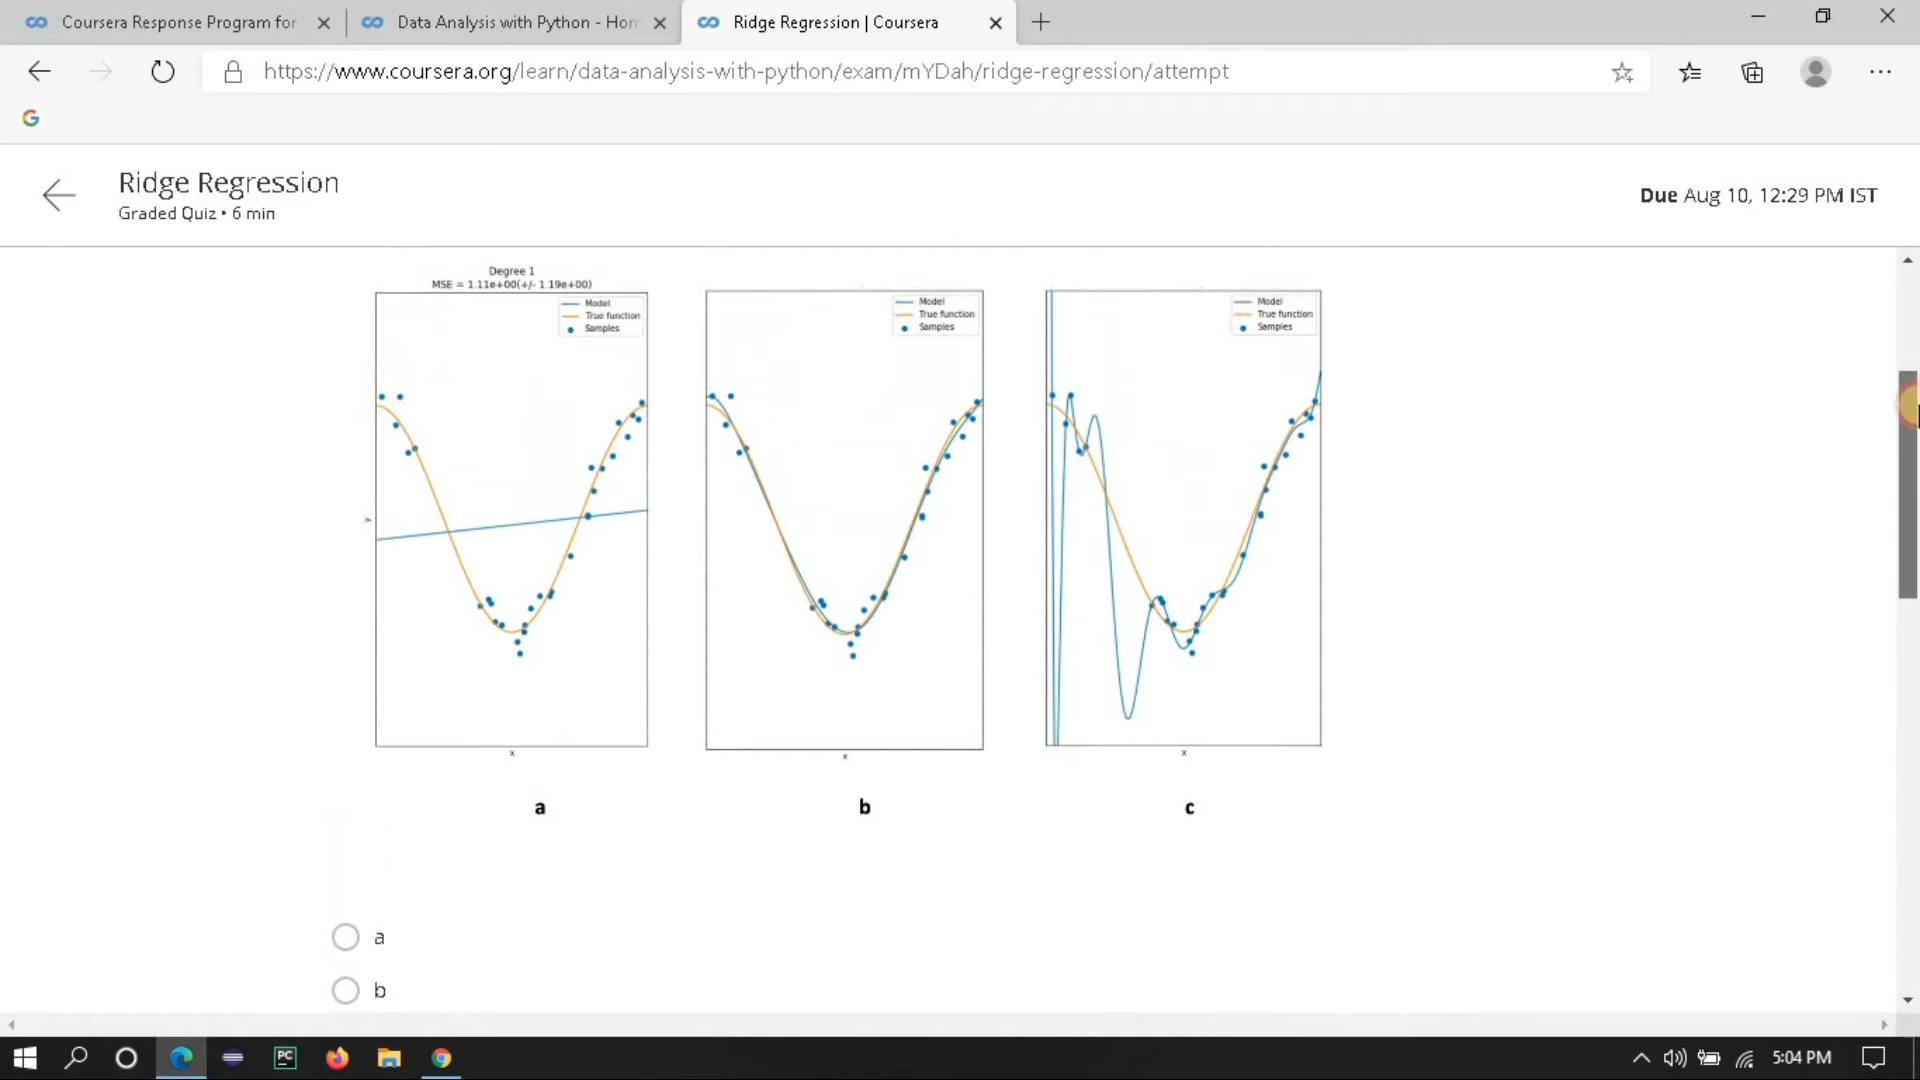 Coursera Response Program for
Data Analysis with Python - Hom
Ridge Regression | Coursera
https://www.coursera.org/learn/data-analysis-with-python/exam/mYDah/ridge-regression/attempt
G
Ridge Regression
Graded Quiz • 6 min
Due Aug 10, 12:29 PM IST
Degree 1
MSE = 1.11e+00(+/- 1.19e+00)
Model
True function
Samples
Model
True function
Samples
Model
True function
Samples
y
x
x
x
a
b
c
a
b
PC
5:04 PM